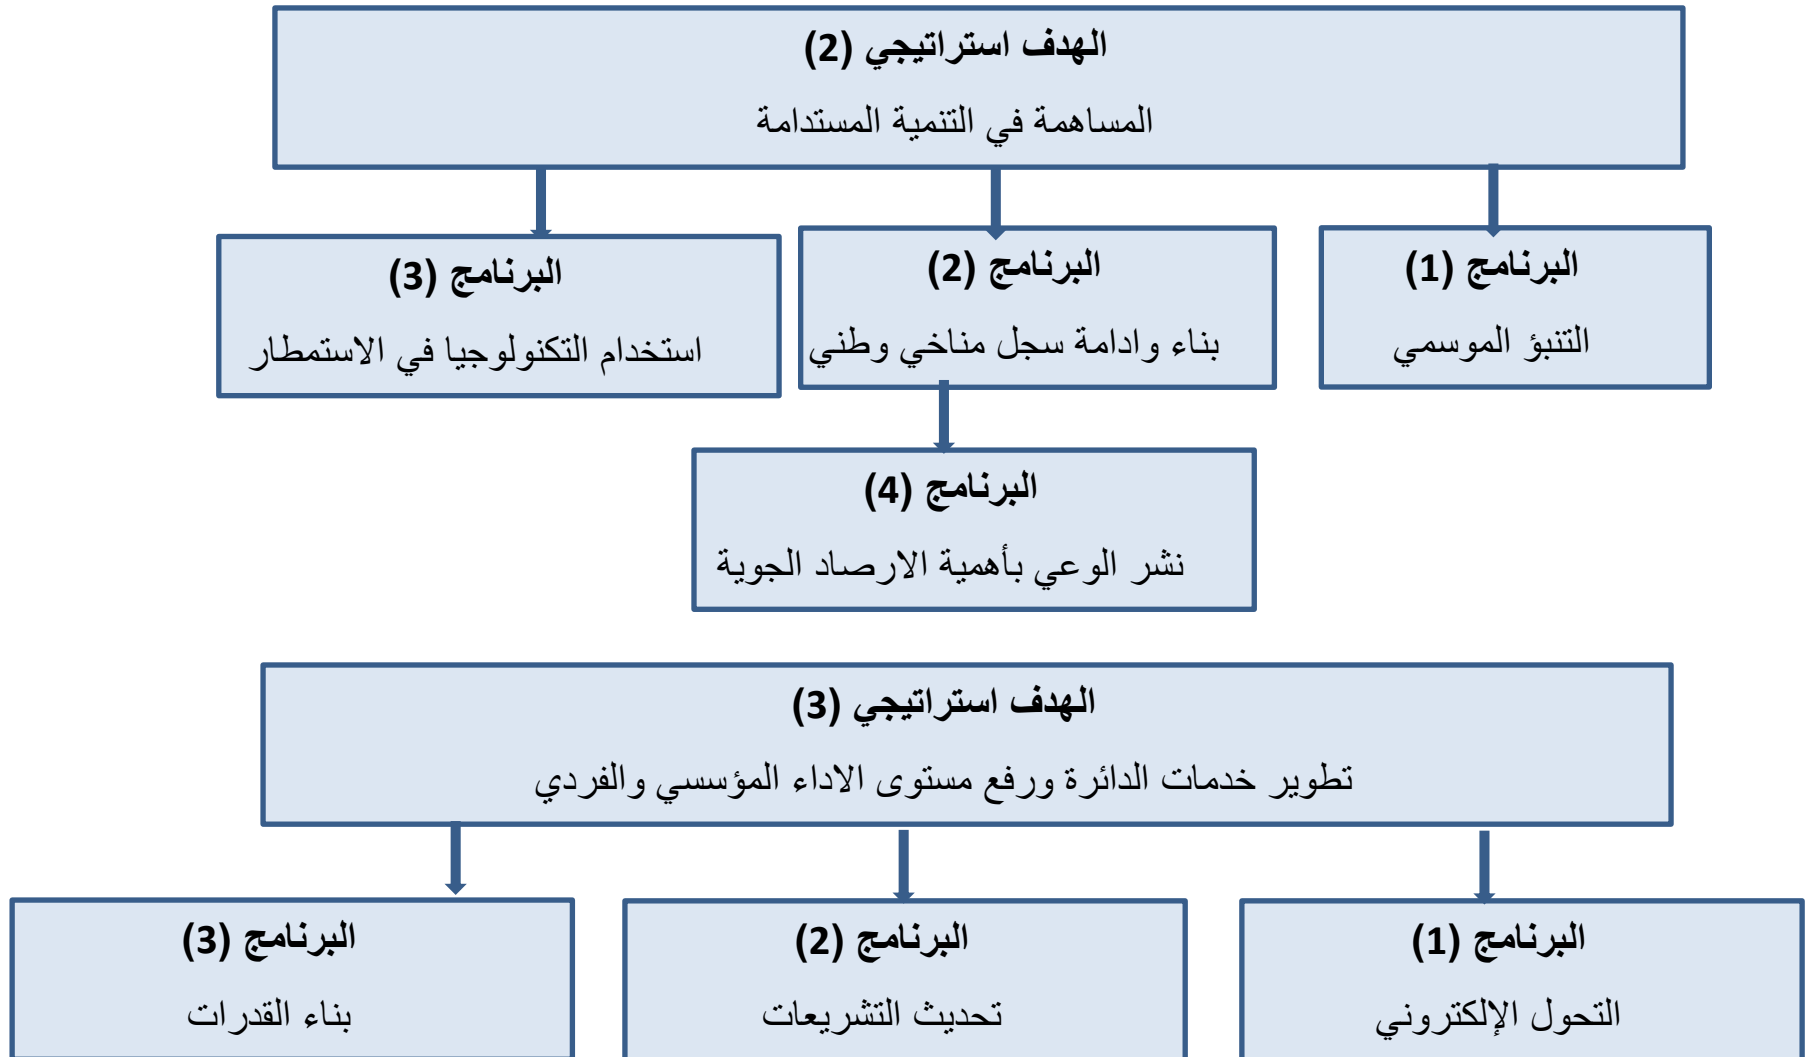 الهدف استراتيجي (2)
المساهمة في التنمية المستدامة
البرنامج (1)
التنبؤ الموسمي
البرنامج (2)
بناء وادامة سجل مناخي وطني
البرنامج (3)
استخدام التكنولوجيا في الاستمطار
البرنامج (4)
نشر الوعي بأهمية الارصاد الجوية
الهدف استراتيجي (3)
تطوير خدمات الدائرة ورفع مستوى الاداء المؤسسي والفردي
البرنامج (1)
التحول الإلكتروني
البرنامج (2)
تحديث التشريعات
البرنامج (3)
بناء القدرات